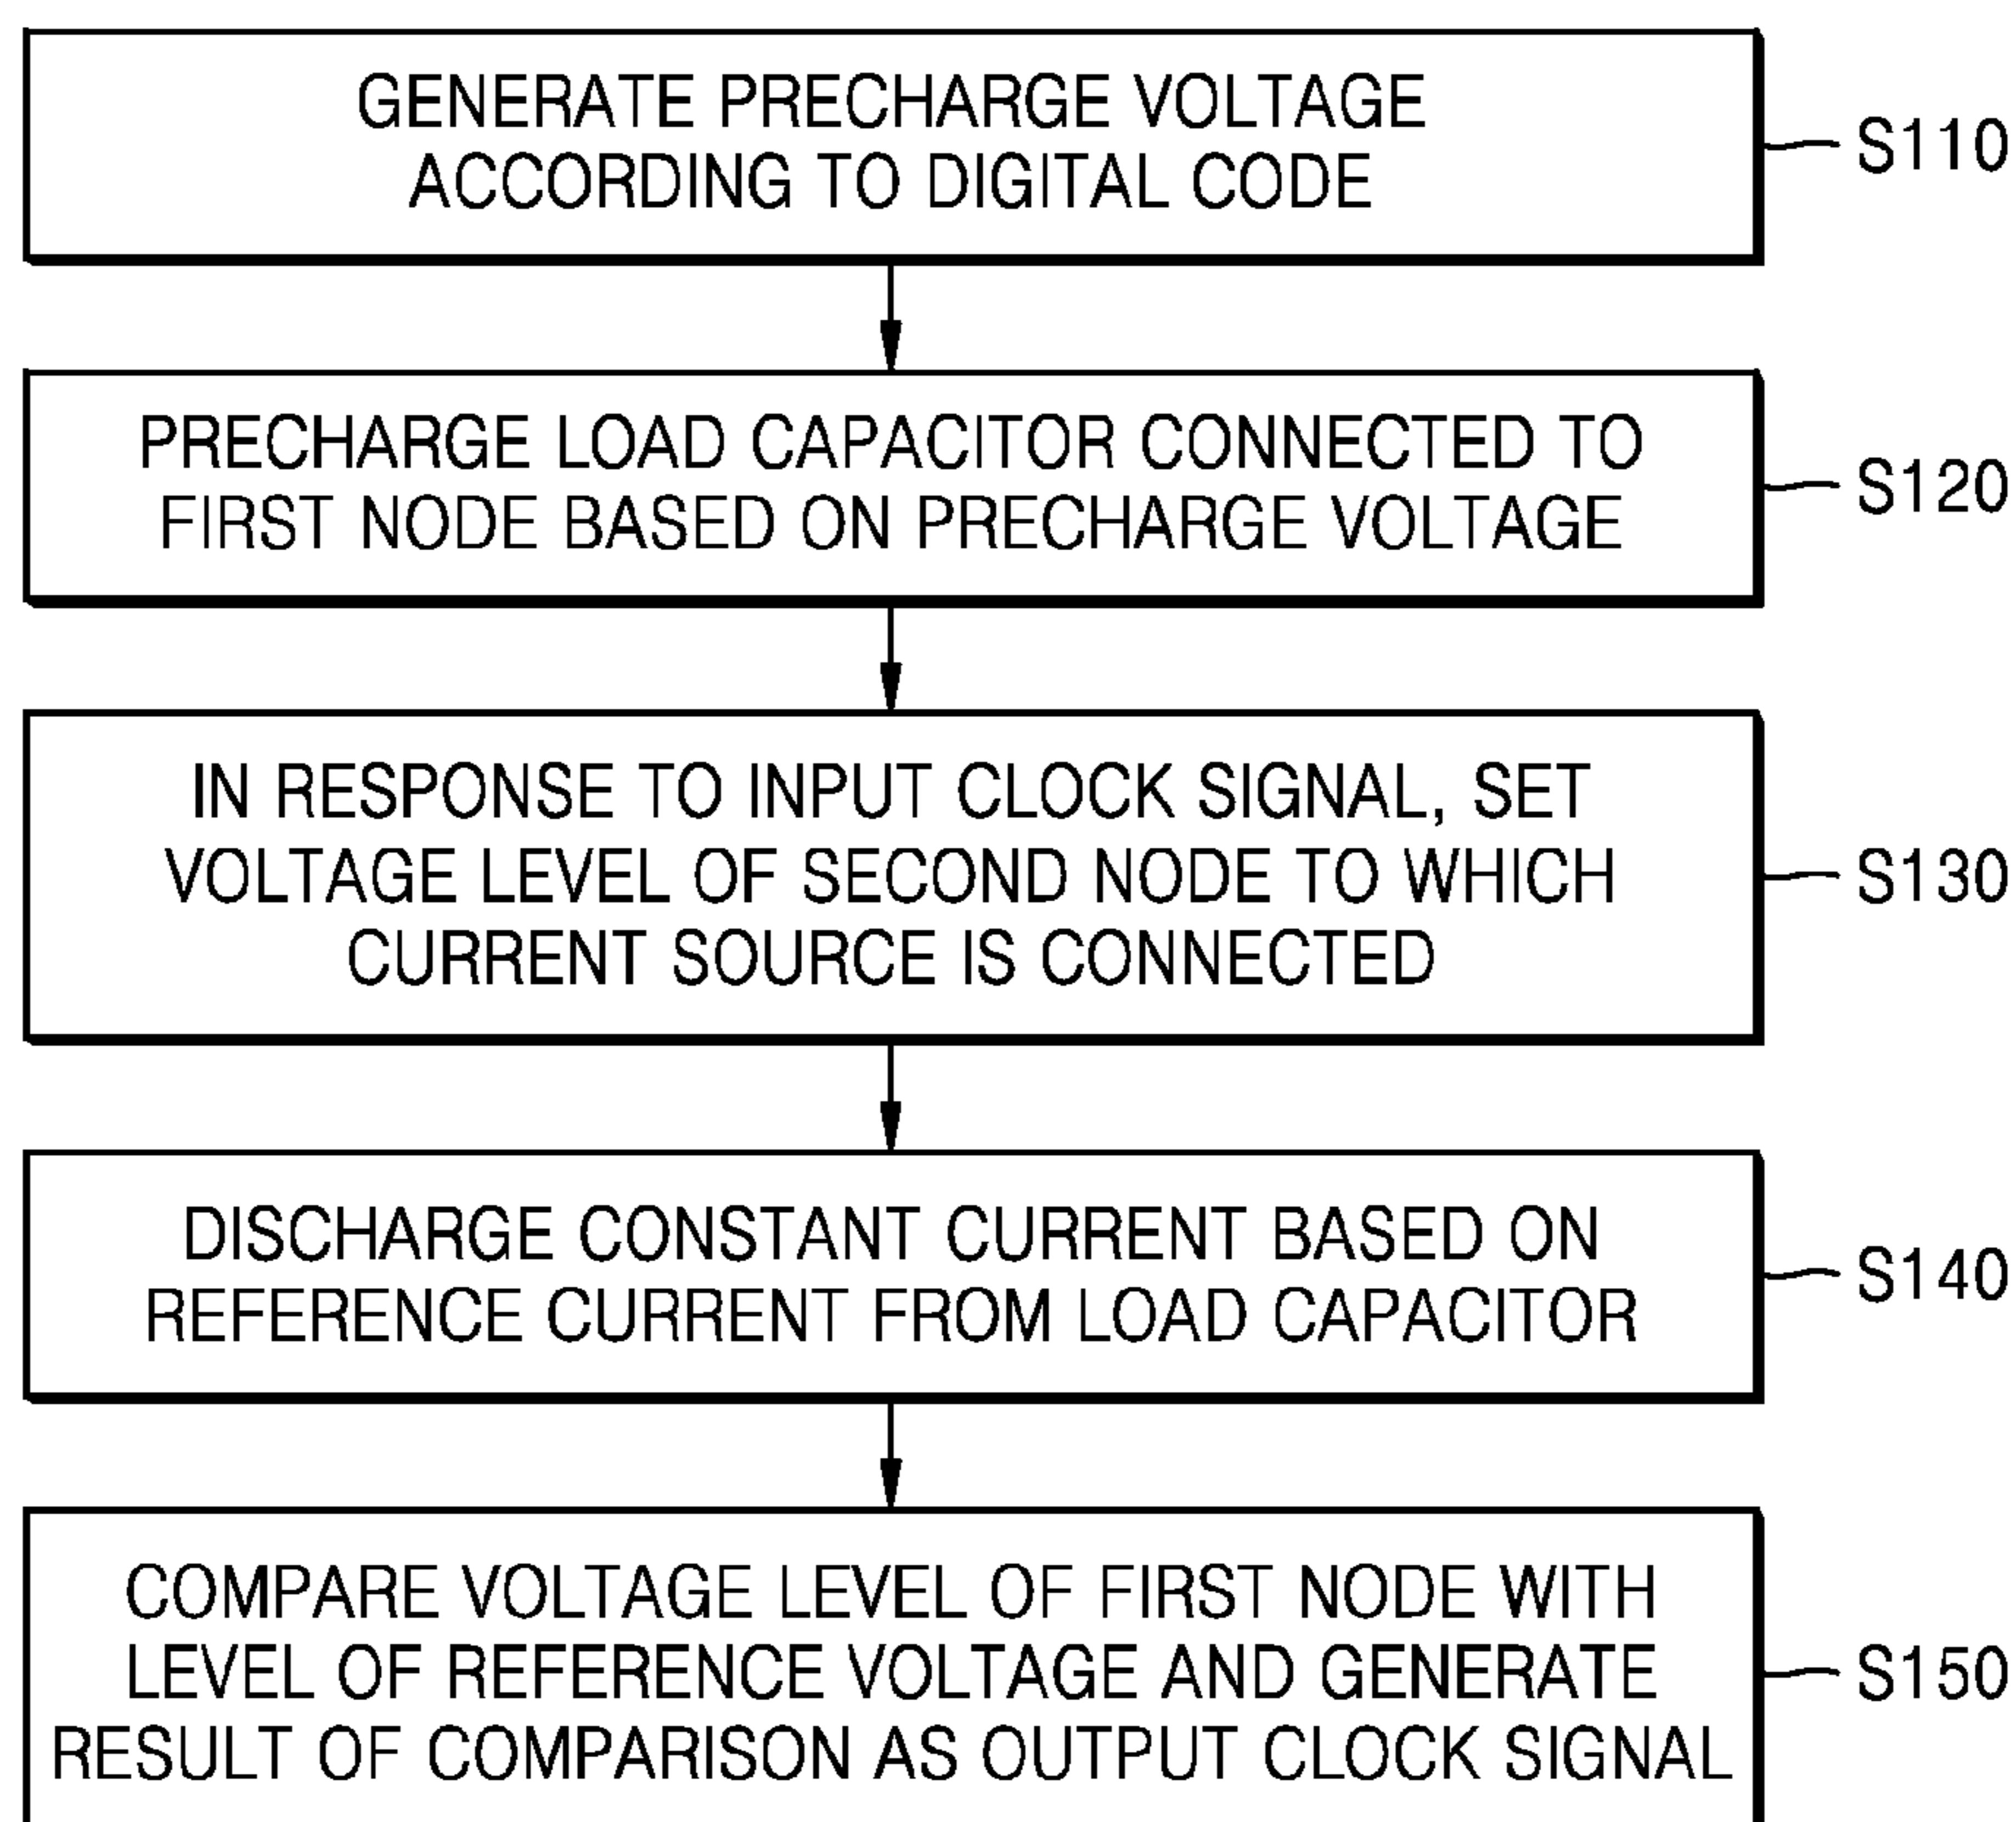 GENERATE PRECHARGE VOLTAGE
ACCORDING TO DIGITAL CODE
S110
PRECHARGE LOAD CAPACITOR CONNECTED TO
FIRST NODE BASED ON PRECHARGE VOLTAGE
S120
IN RESPONSE TO INPUT CLOCK SIGNAL, SET
VOLTAGE LEVEL OF SECOND NODE TO WHICH
CURRENT SOURCE IS CONNECTED
S130
DISCHARGE CONSTANT CURRENT BASED ON
REFERENCE CURRENT FROM LOAD CAPACITOR
S140
COMPARE VOLTAGE LEVEL OF FIRST NODE WITH
LEVEL OF REFERENCE VOLTAGE AND GENERATE
RESULT OF COMPARISON AS OUTPUT CLOCK SIGNAL
S150